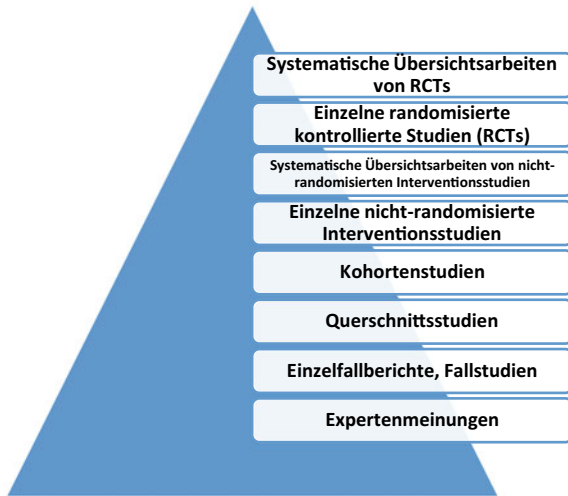 Systematische Übersichtsarbeiten
von RCTs
Einzelne randomisierte
kontrollierte Studien (RCTs)
Systematische Übersichtsarbeiten von nicht-
randomisierten Interventionsstudien
Einzelne nicht-randomisierte
Interventionsstudien
Kohortenstudien
Querschnittsstudien
Einzelfallberichte, Fallstudien
Expertenmeinungen